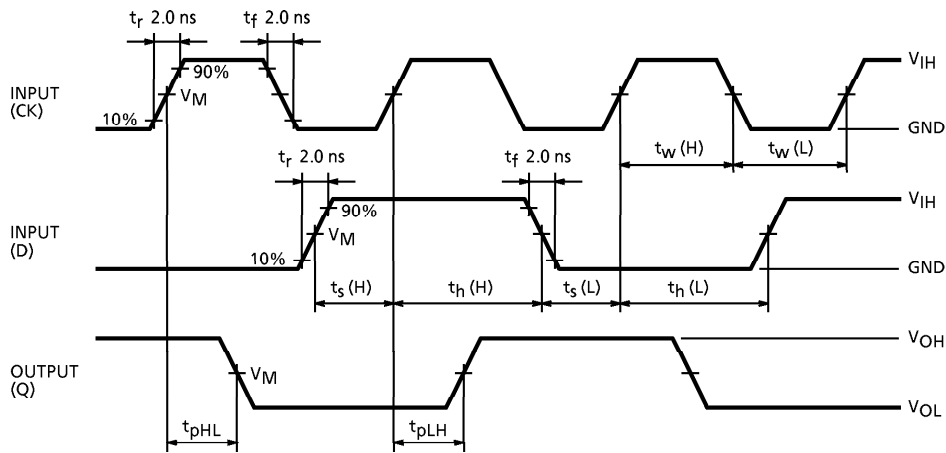 tr 2.0 ns
tf 2.0 ns
INPUT
(CK)
90%
VM
10%
VIH
GND
tw (H)
tw (L)
tr 2.0 ns
tf 2.0 ns
INPUT
(D)
90%
VM
10%
VIH
GND
ts (H)
th (H)
ts (L)
th (L)
OUTPUT
(Q)
VM
VOH
VOL
tpHL
tpLH